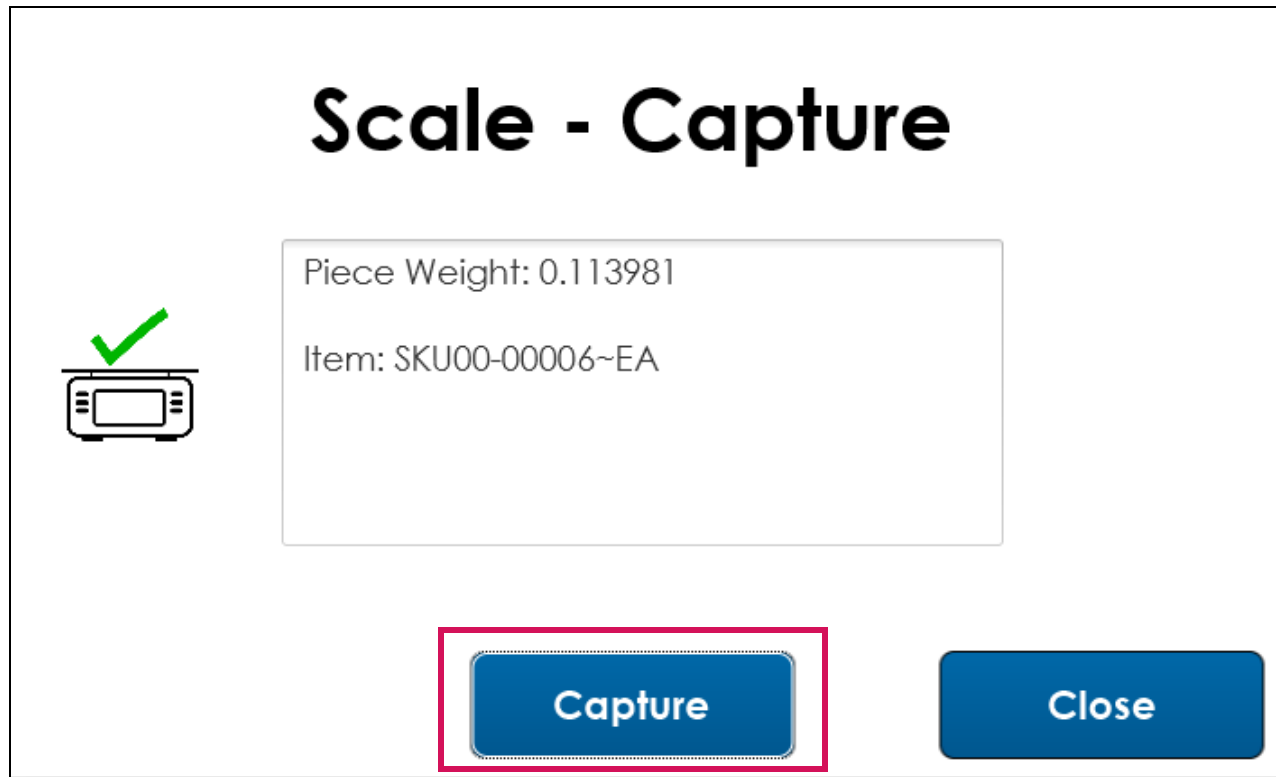 Scale - Capture
Piece Weight: 0.113981
Item: SKU00-00006~EA
Capture
Close